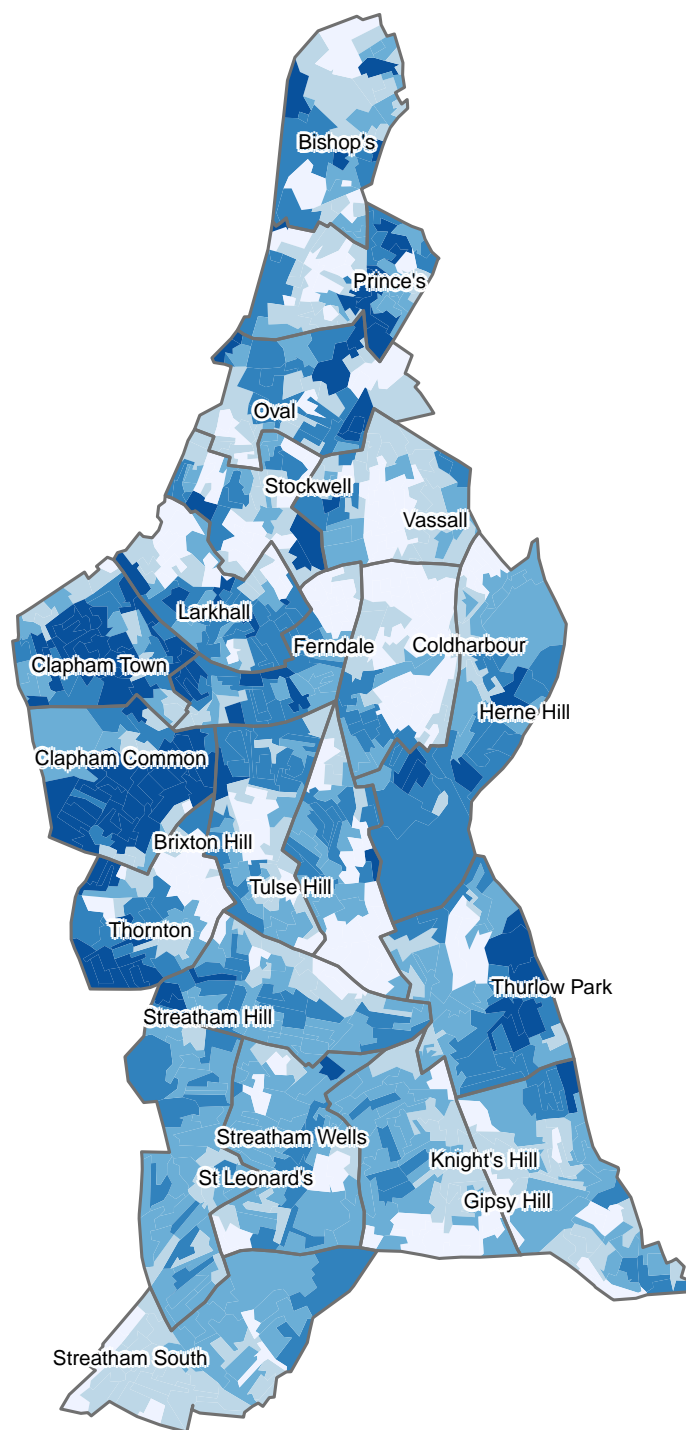 Bishop's
Prince's
Oval
Stockwell
Vassall
Larkhall
Ferndale
Coldharbour
Clapham Town
Herne Hill
Clapham Common
Brixton Hill
Tulse Hill
Thornton
Thurlow Park
Streatham Hill
Streatham Wells
Knight's Hill
St Leonard's
Gipsy Hill
Streatham South